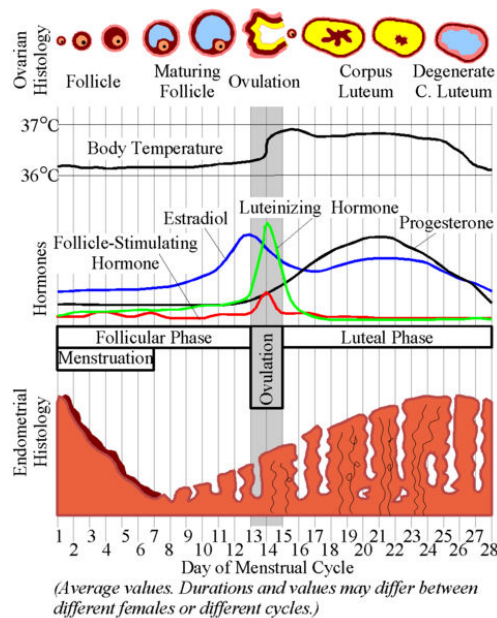 Ovarian
Histology
Follicle
Maturing
Follicle
Ovulation
Corpus
Luteum
Degenerate
C. Luteum
37°C
Body Temperature
36°C
Hormones
Estradiol
Luteinizing Hormone
Follicle-Stimulating
Hormone
Progesterone
Follicular Phase
Luteal Phase
Menstruation
Ovulation
Endometrial
Histology
1 2 3 4 5 6 7 8 9 10 11 12 13 14 15 16 17 18 19 20 21 22 23 24 25 26 27 28
Day of Menstrual Cycle
(Average values. Durations and values may differ between
different females or different cycles.)